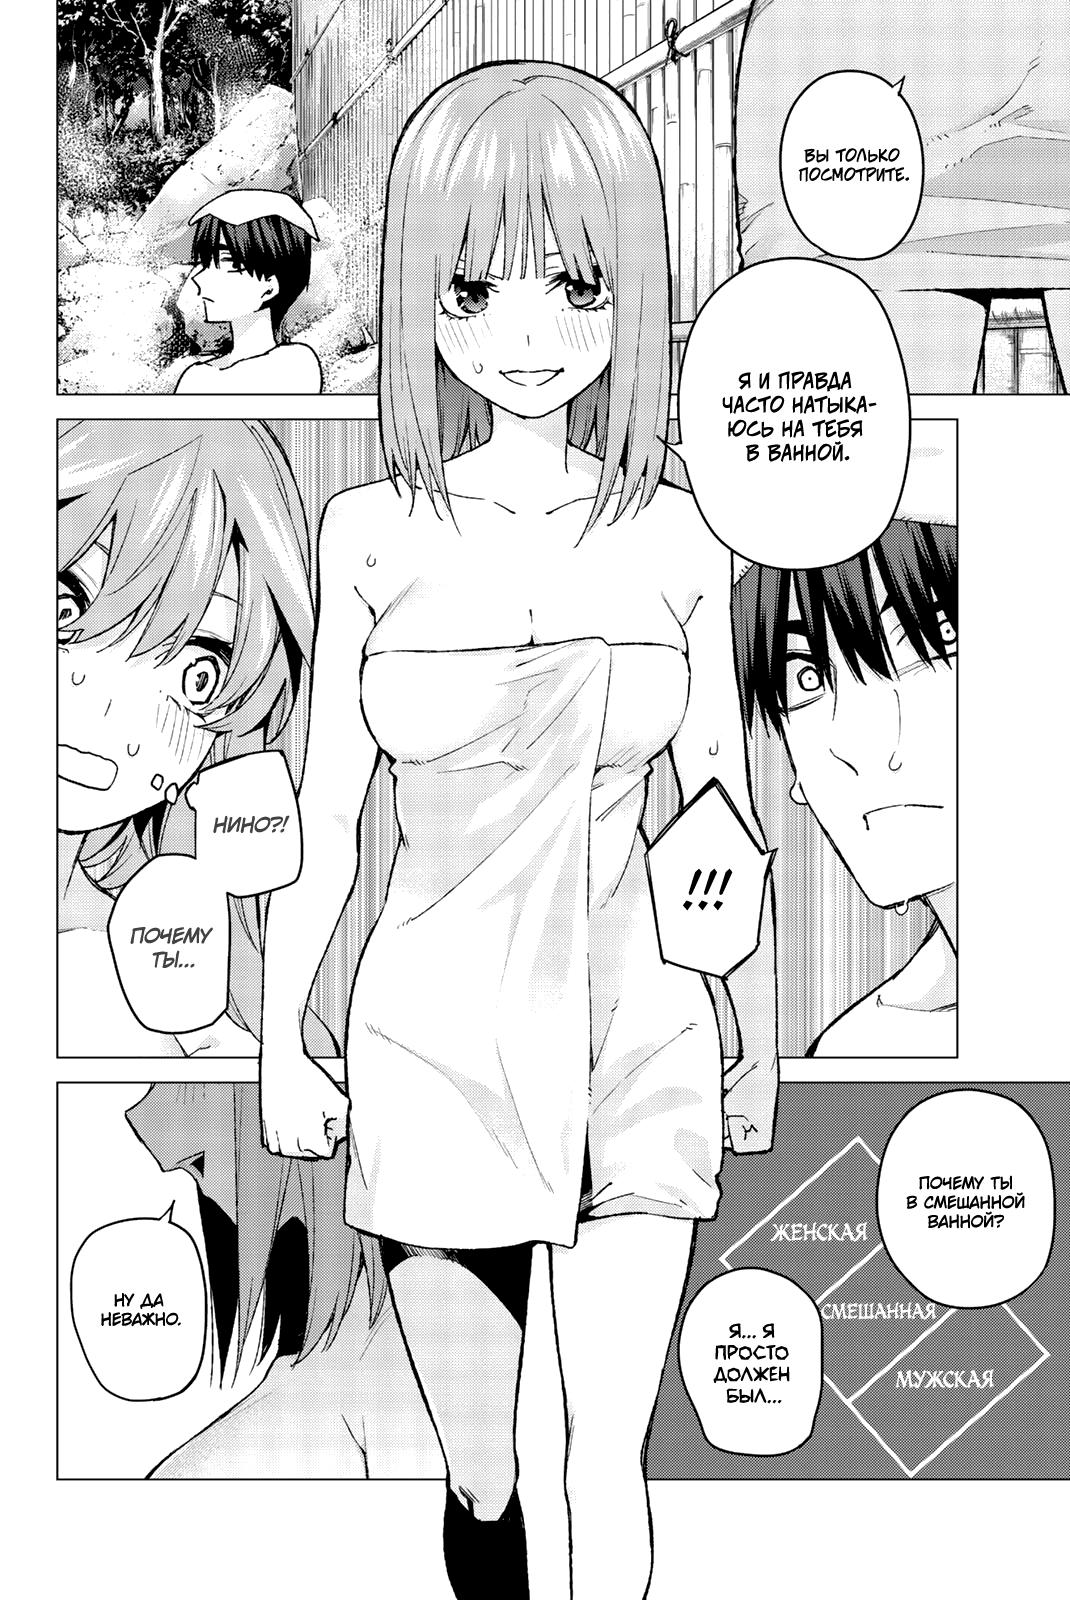 ВЫ ТОЛЬКО
ПОСМОТРИТЕ.
Я И ПРАВДА
ЧАСТО НАТЫКА-
ЮСЬ НА ТЕБЯ
В ВАННОЙ.
!!!
НИНО?!
ПОЧЕМУ
ТЫ...
ПОЧЕМУ ТЫ
В СМЕШАННОЙ
ВАННОЙ?
ЖЕНСКАЯ
СМЕШАННАЯ
МУЖСКАЯ
Я... Я
ПРОСТО
ДОЛЖЕН
БЫЛ...
НУ ДА
НЕВАЖНО.